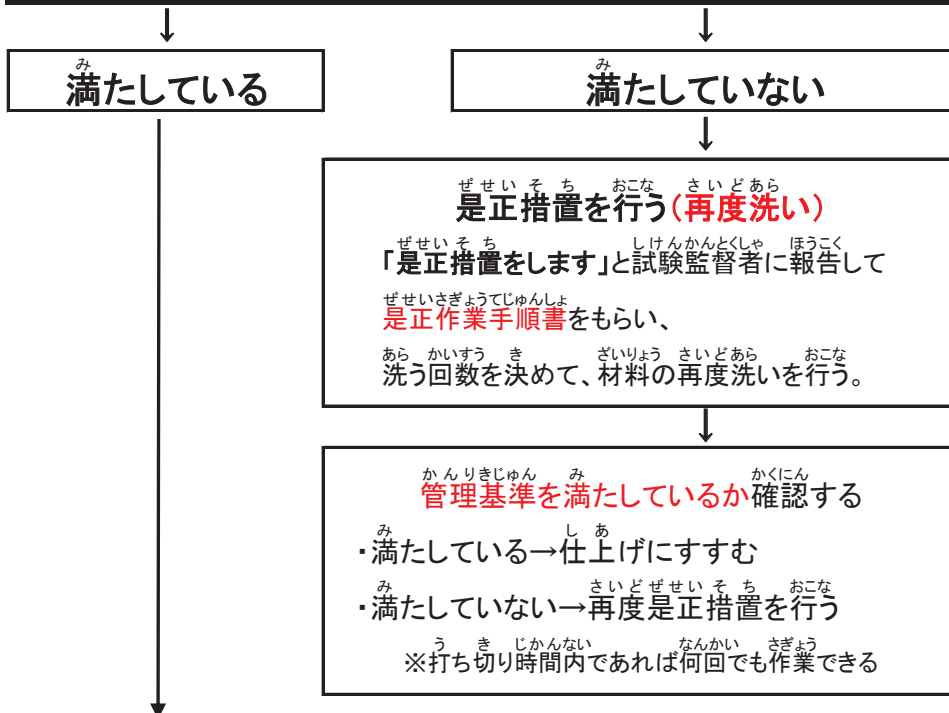 満たしている
満たしていない
是正措置を行う(再度洗い)
「是正措置をします」と試験監督者に報告して
是正作業手順書をもらい、
洗う回数を決めて、材料の再度洗いを行う。
管理基準を満たしているか確認する
・満たしている→仕上げにすすむ
・満たしていない→再度是正措置を行う
※打ち切り時間内であれば何回でも作業できる